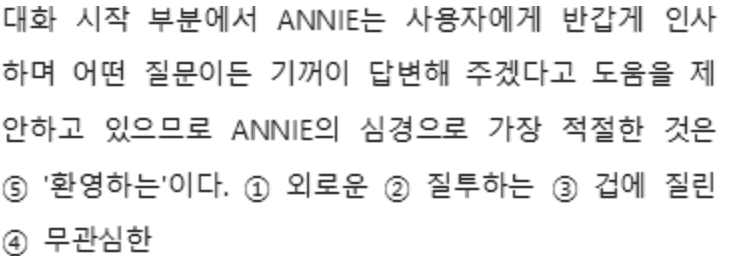 대화 시작 부분에서 ANNIE는 사용자에게 반갑게 인사
하며 어떤 질문이든 기꺼이 답변해 주겠다고 도움을 제
안하고 있으므로 ANNIE의 심경으로 가장 적절한 것은
⑤ '환영하는'이다. ① 외로운 ② 질투하는 ③ 겁에 질린
④ 무관심한